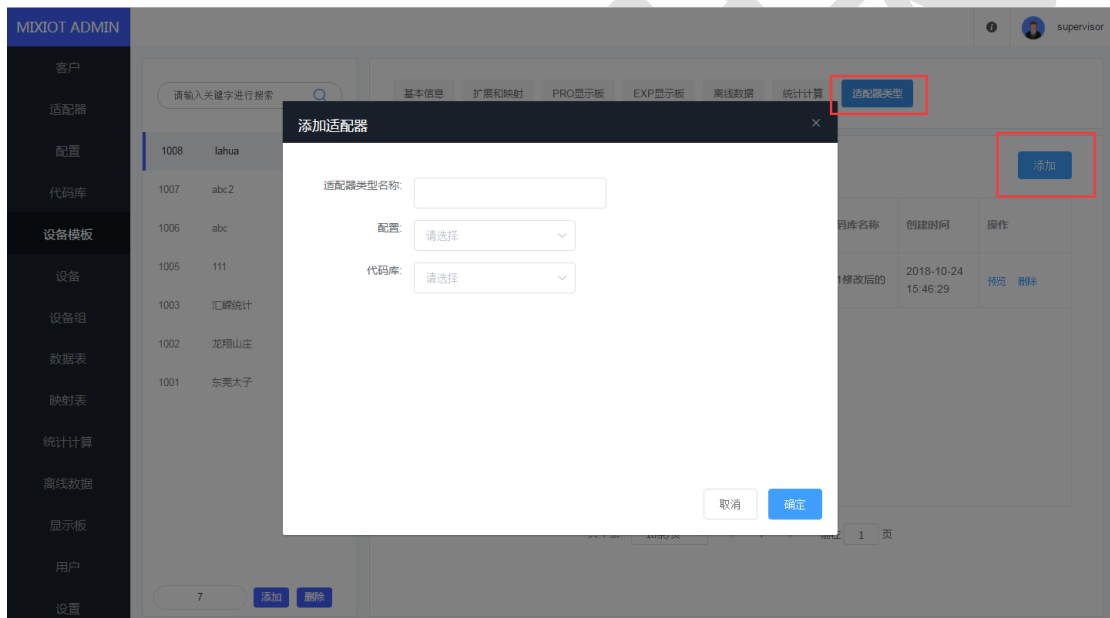 MIXIOT ADMIN
supervisor
客户
适配器
配置
代码库
设备模板
设备
设备组
数据表
映射表
统计计算
离线数据
显示板
用户
设置
请输入关键字进行搜索
1008 lahua
1007 abc2
1006 abc
1005 111
1003 汇嵘统计
1002 龙翔山庄
1001 东莞太子
7 添加 删除
基本信息 扩展和映射 PRO显示板 EXP显示板 离线数据 统计计算 适配器类型
添加
码库名称 创建时间 操作
1修改后的 2018-10-24 预览 删除
15:46:29
添加适配器
适配器类型名称:
配置: 请选择
代码库: 请选择
取消 确定
1 页